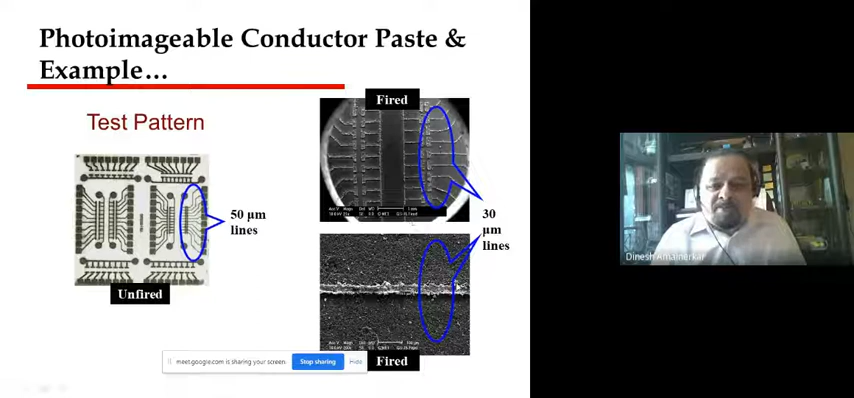 Photoimageable Conductor Paste &
Example…
Test Pattern
50 µm
lines
Unfired
Fired
30
µm
lines
Fired
meet.google.com is sharing your screen.
Stop sharing
Hide
Dinesh Amalnerkar